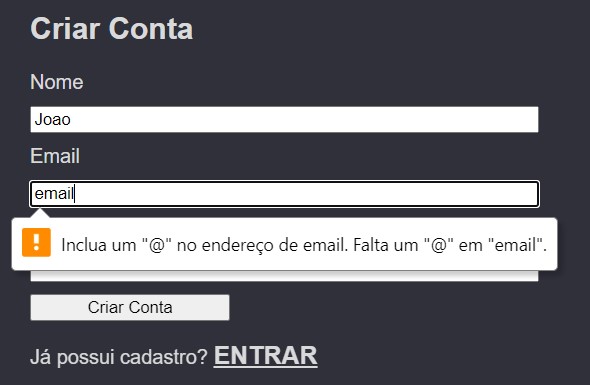 Criar Conta
Nome
Joao
Email
email
Inclua um "@" no endereço de email. Falta um "@" em "email".
Criar Conta
Já possui cadastro? ENTRAR